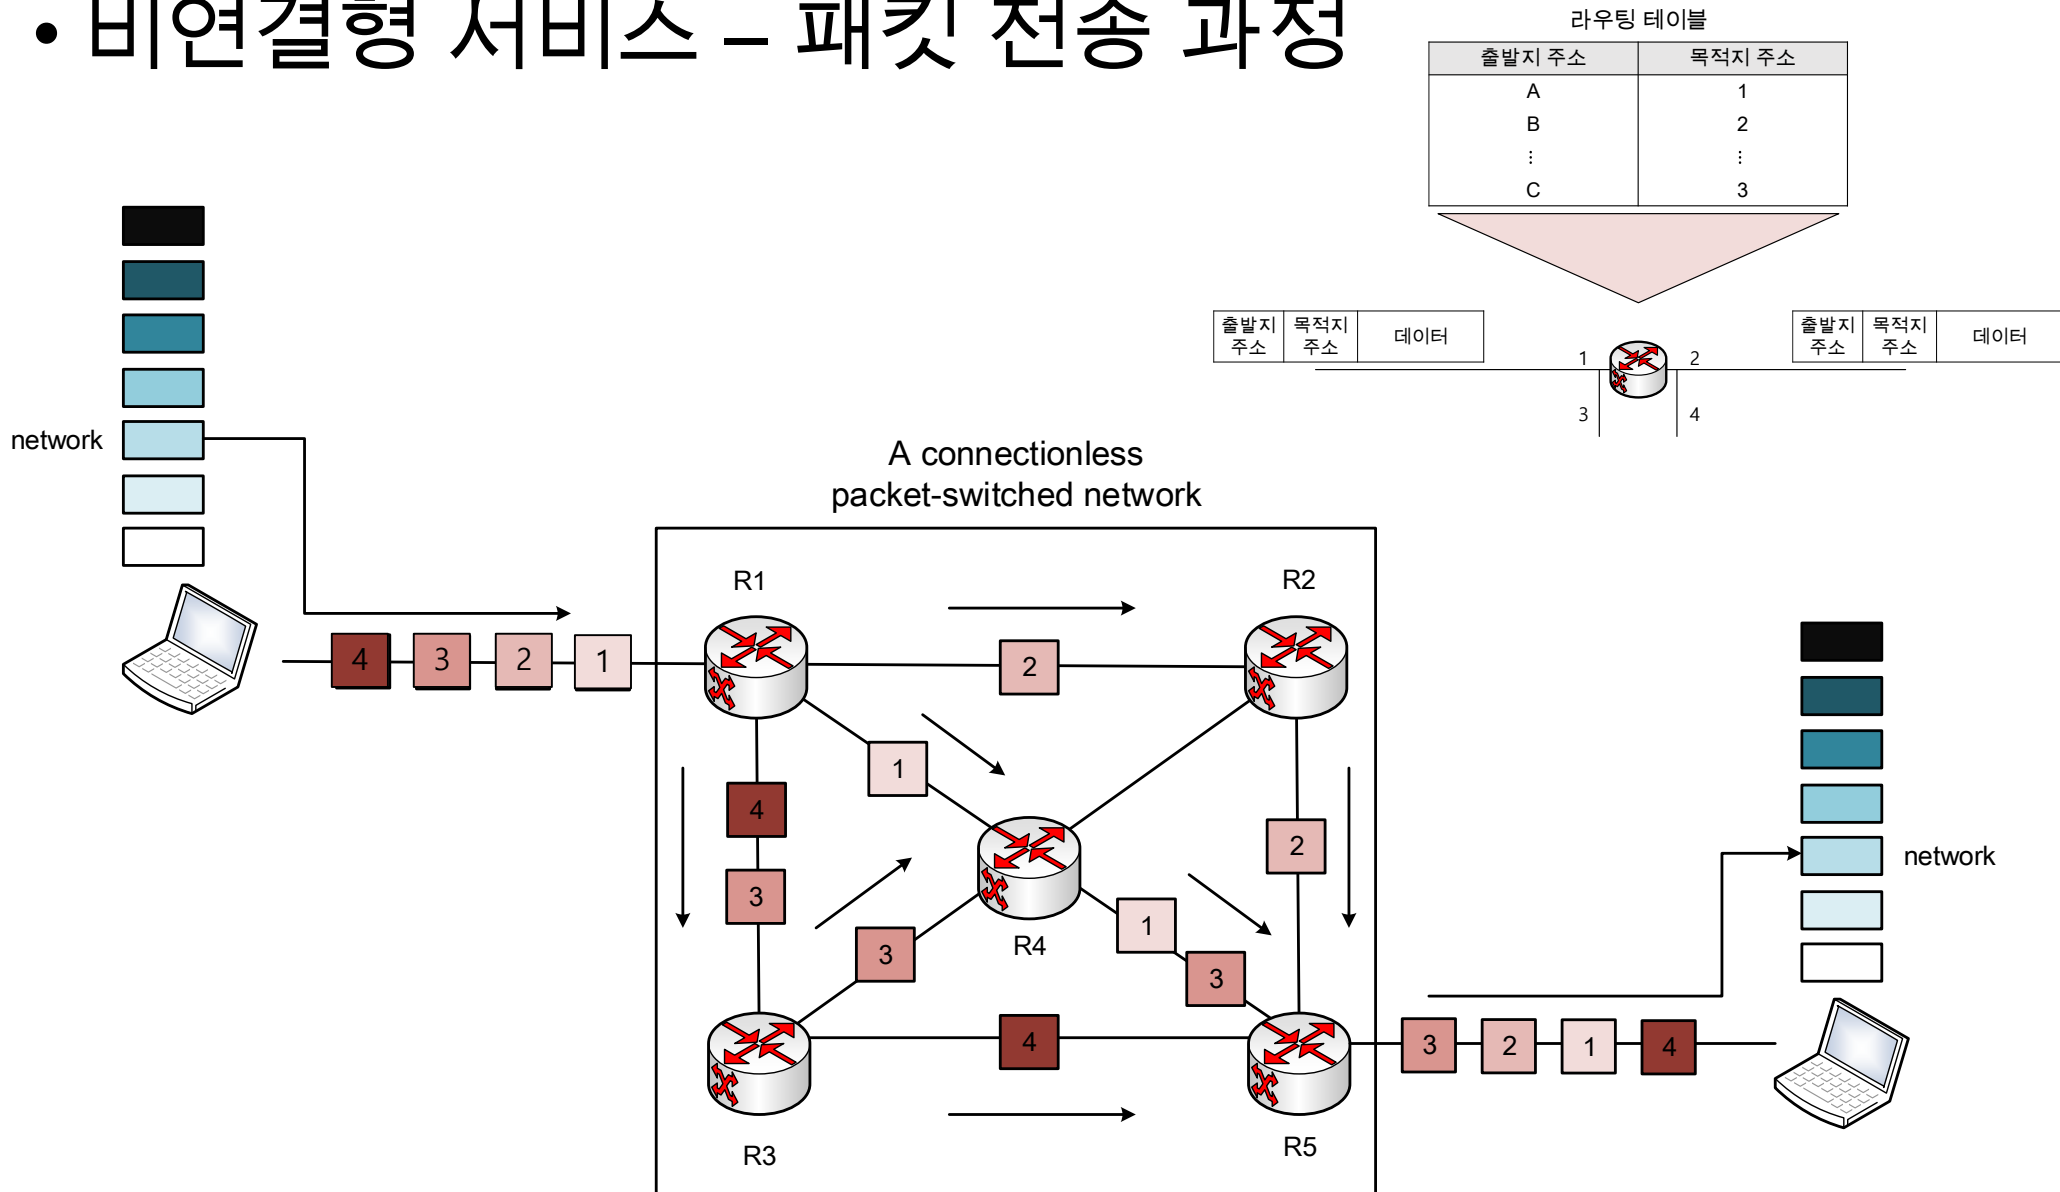 • 비연결형 서비스 – 패킷 전송 과정
라우팅 테이블
출발지 주소 목적지 주소
A 1
B 2
⋮ ⋮
C 3
출발지 주소 목적지 주소 데이터
출발지 주소 목적지 주소 데이터
1 2
3 4
network
A connectionless
packet-switched network
R1 R2
4 3 2 1
2
1
4
2
3
3
R4
1
3
4
3 2 1 4
R3
R5
network